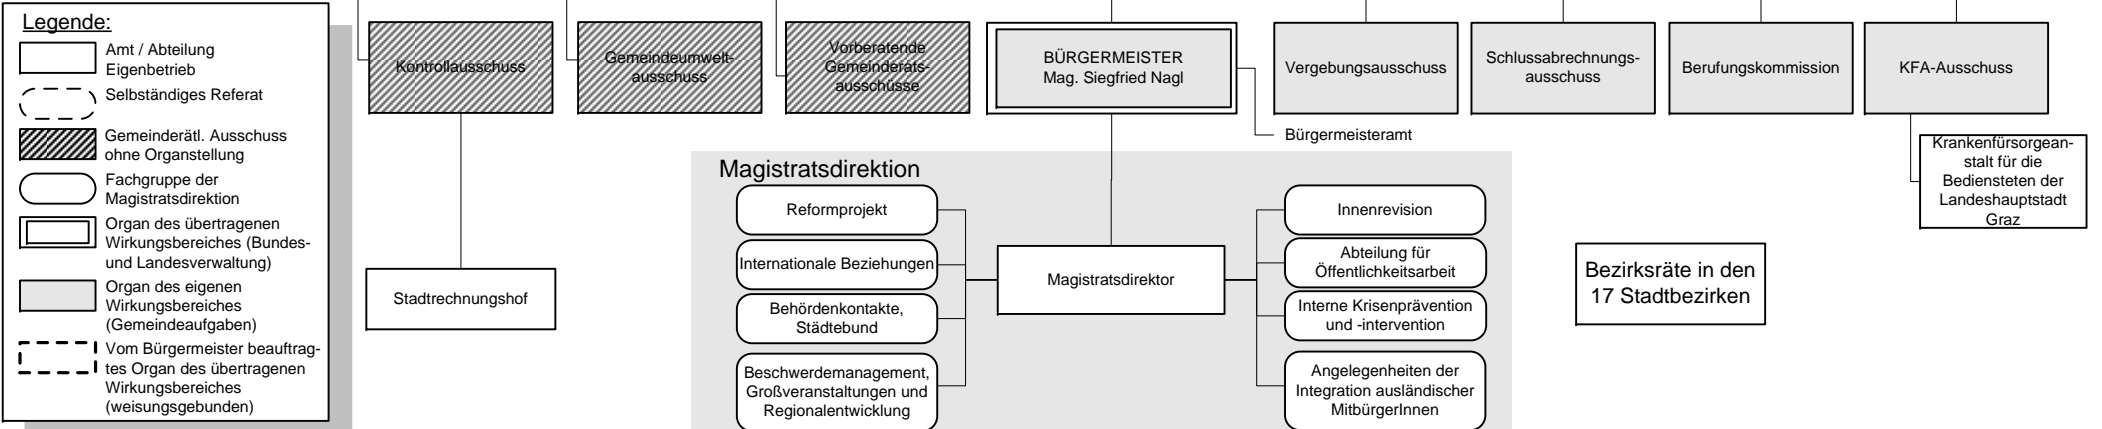 Legende:
Amt / Abteilung
Eigenbetrieb
Selbständiges Referat
Gemeinderätl. Ausschuss
ohne Organstellung
Fachgruppe der
Magistratsdirektion
Organ des übertragenen
Wirkungsbereiches (Bundes-
und Landesverwaltung)
Organ des eigenen
Wirkungsbereiches
(Gemeindeaufgaben)
Vom Bürgermeister beauftrag-
tes Organ des übertragenen
Wirkungsbereiches
(weisungsgebunden)
Kontrollausschuss
Gemeindeumwelt-
ausschuss
Vorberatende
Gemeinderats-
ausschüsse
BÜRGERMEISTER
Mag. Siegfried Nagl
Vergebungsausschuss
Schlussabrechnungs-
ausschuss
Berufungskommission
KFA-Ausschuss
Bürgermeisteramt
Krankenfürsorgean-
stalt für die
Bediensteten der
Landeshauptstadt
Graz
Stadtrechnungshof
Magistratsdirektion
Reformprojekt
Internationale Beziehungen
Behördenkontakte,
Städtebund
Beschwerdemanagement,
Großveranstaltungen und
Regionalentwicklung
Magistratsdirektor
Innenrevision
Abteilung für
Öffentlichkeitsarbeit
Interne Krisenprävention
und -intervention
Angelegenheiten der
Integration ausländischer
MitbürgerInnen
Bezirksräte in den
17 Stadtbezirken